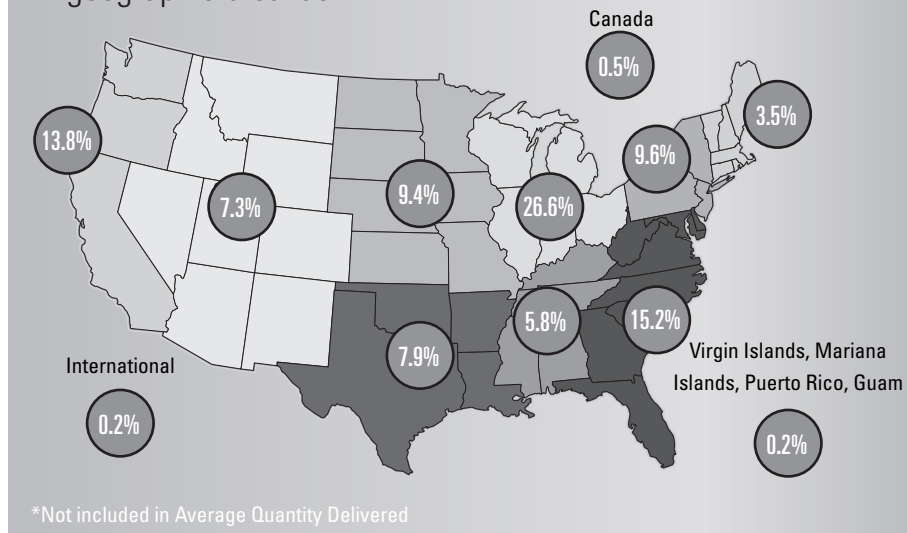 Canada
0.5%
3.5%
13.8%
9.6%
9.4%
7.3%
26.6%
5.8%
15.2%
7.9%
Virgin Islands, Mariana
Islands, Puerto Rico, Guam
International
0.2%
0.2%
*Not included in Average Quantity Delivered